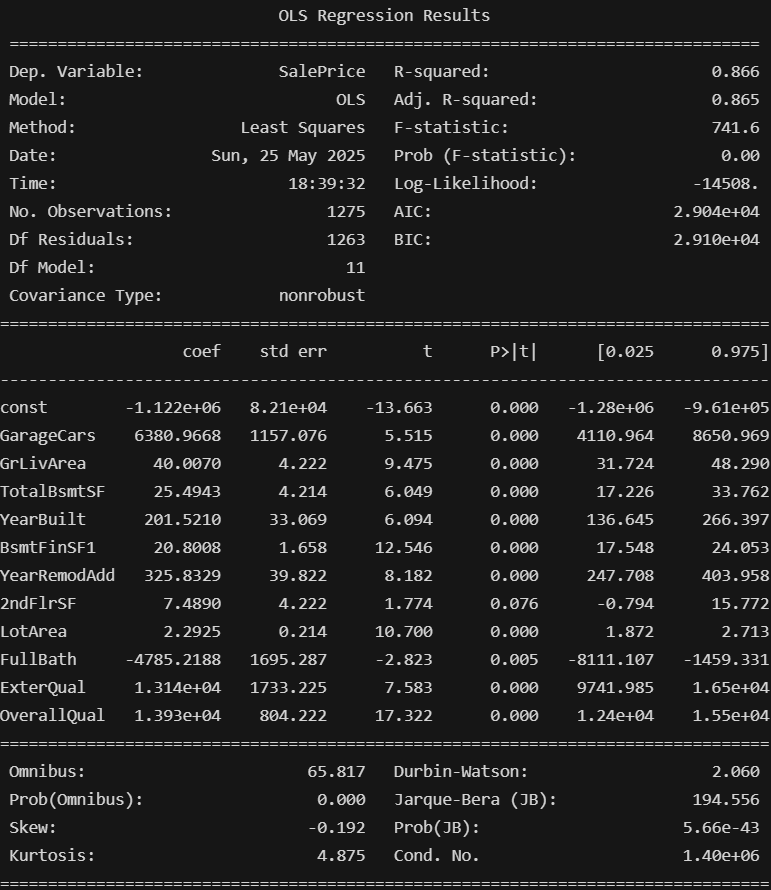 OLS Regression Results
==============================================================================
Dep. Variable: SalePrice R-squared: 0.866
Model: OLS Adj. R-squared: 0.865
Method: Least Squares F-statistic: 741.6
Date: Sun, 25 May 2025 Prob (F-statistic): 0.00
Time: 18:39:32 Log-Likelihood: -14508.
No. Observations: 1275 AIC: 2.904e+04
Df Residuals: 1263 BIC: 2.910e+04
Df Model: 11
Covariance Type: nonrobust
================================================================================
coef std err t P>|t| [0.025 0.975]
--------------------------------------------------------------------------------
const -1.122e+06 8.21e+04 -13.663 0.000 -1.28e+06 -9.61e+05
GarageCars 6380.9668 1157.076 5.515 0.000 4110.964 8650.969
GrLivArea 40.0070 4.222 9.475 0.000 31.724 48.290
TotalBsmtSF 25.4943 4.214 6.049 0.000 17.226 33.762
YearBuilt 201.5210 33.069 6.094 0.000 136.645 266.397
BsmtFinSF1 20.8008 1.658 12.546 0.000 17.548 24.053
YearRemodAdd 325.8329 39.822 8.182 0.000 247.708 403.958
2ndFlrSF 7.4890 4.222 1.774 0.076 -0.794 15.772
LotArea 2.2925 0.214 10.700 0.000 1.872 2.713
FullBath -4785.2188 1695.287 -2.823 0.005 -8111.107 -1459.331
ExterQual 1.314e+04 1733.225 7.583 0.000 9741.985 1.65e+04
OverallQual 1.393e+04 804.222 17.322 0.000 1.24e+04 1.55e+04
================================================================================
Omnibus: 65.817 Durbin-Watson: 2.060
Prob(Omnibus): 0.000 Jarque-Bera (JB): 194.556
Skew: -0.192 Prob(JB): 5.66e-43
Kurtosis: 4.875 Cond. No. 1.40e+06
================================================================================